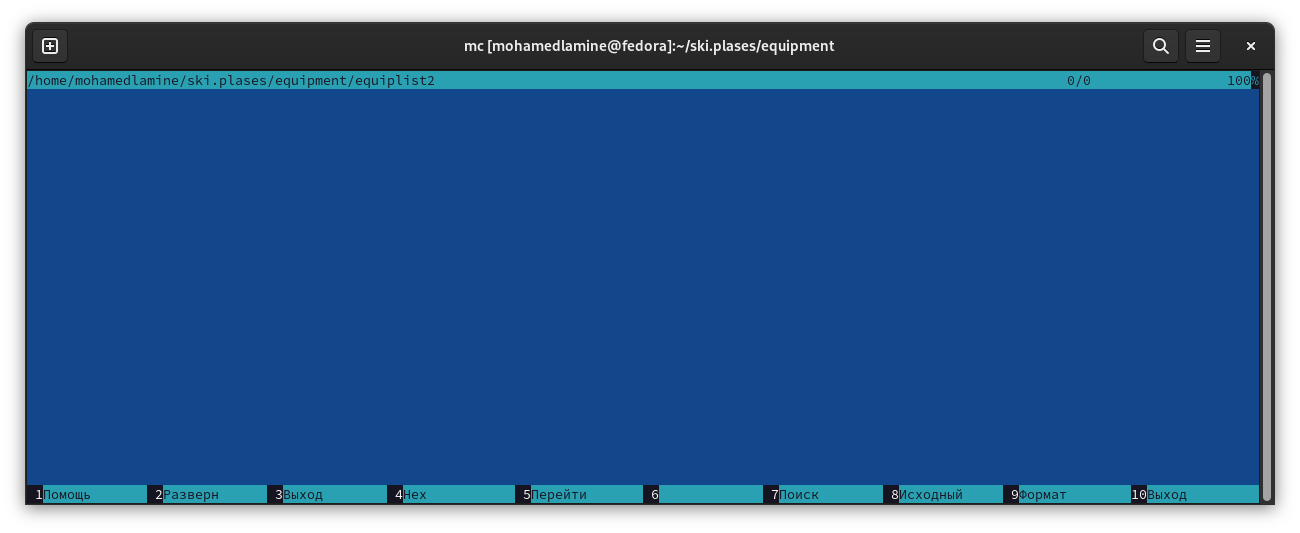 mc [mohamedlamine@fedora]:~/ski.plases/equipment
/home/mohamedlamine/ski.plases/equipment/equiplist2 0/0 100%
1Помощь 2Разверн 3Выход 4Hex 5Перейти 6 7Поиск 8Исходный 9Формат 10Выход